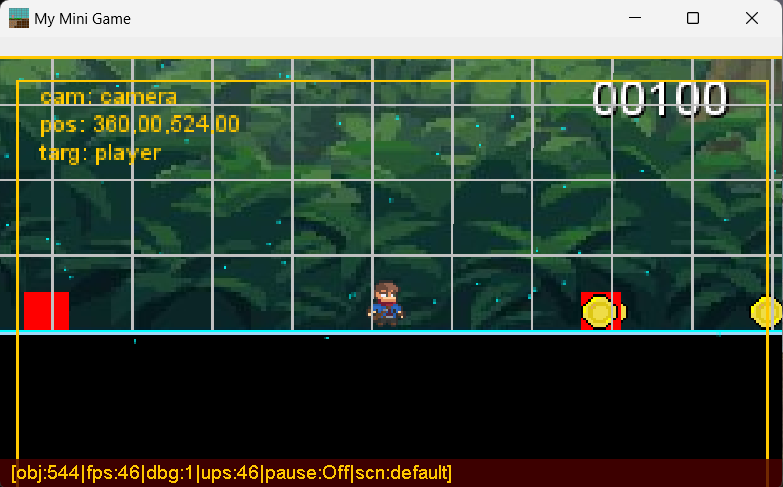 My Mini Game
cam: camera
00100
pos: 360,00,524,00
targ: player
[obj:544|fps:46|dbg:1|ups:46|pause:Off|scn:default]